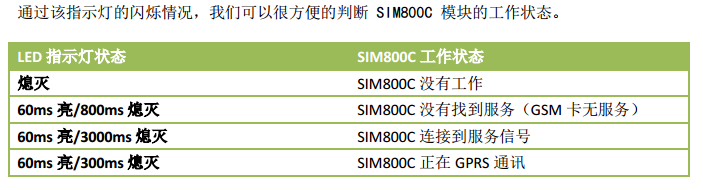 通过该指示灯的闪烁情况，我们可以很方便的判断 SIM800C 模块的工作状态。
LED 指示灯状态 SIM800C 工作状态
熄灭 SIM800C 没有工作
60ms 亮/800ms 熄灭 SIM800C 没有找到服务（GSM 卡无服务）
60ms 亮/3000ms 熄灭 SIM800C 连接到服务信号
60ms 亮/300ms 熄灭 SIM800C 正在 GPRS 通讯